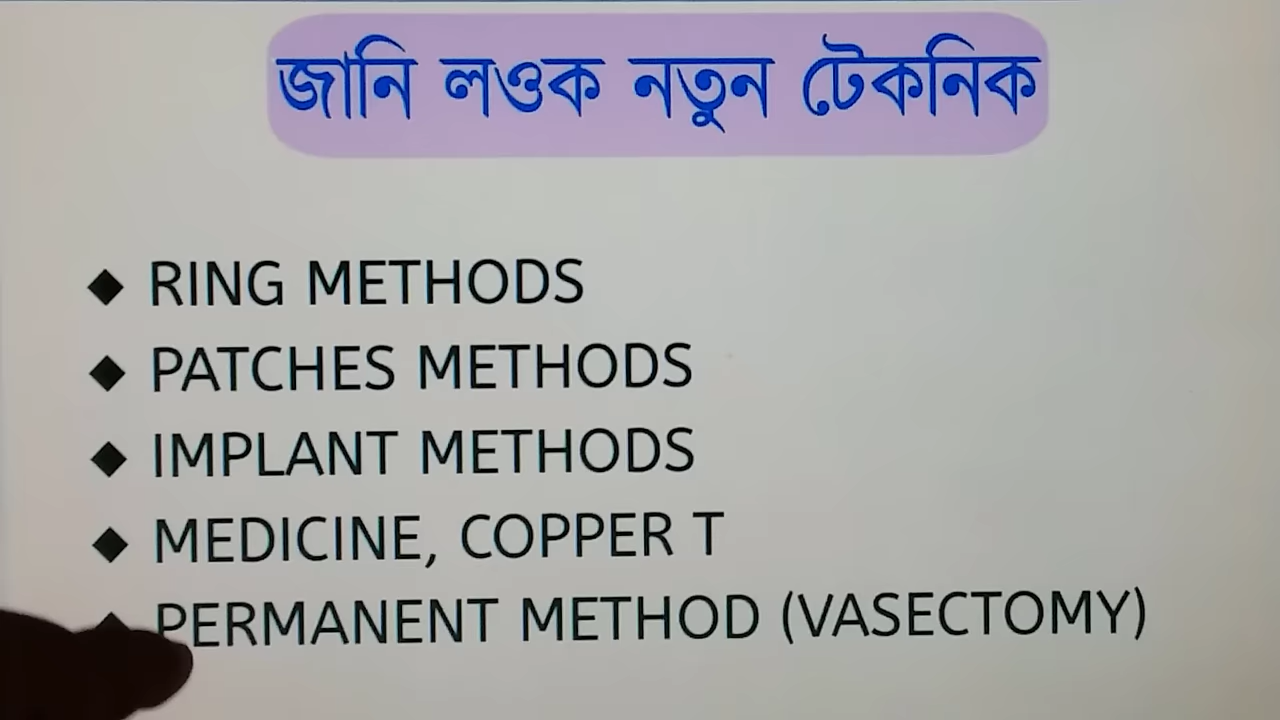 জানি লওক নতুন টেকনিক
RING METHODS
PATCHES METHODS
IMPLANT METHODS
MEDICINE, COPPER T
PERMANENT METHOD (VASECTOMY)